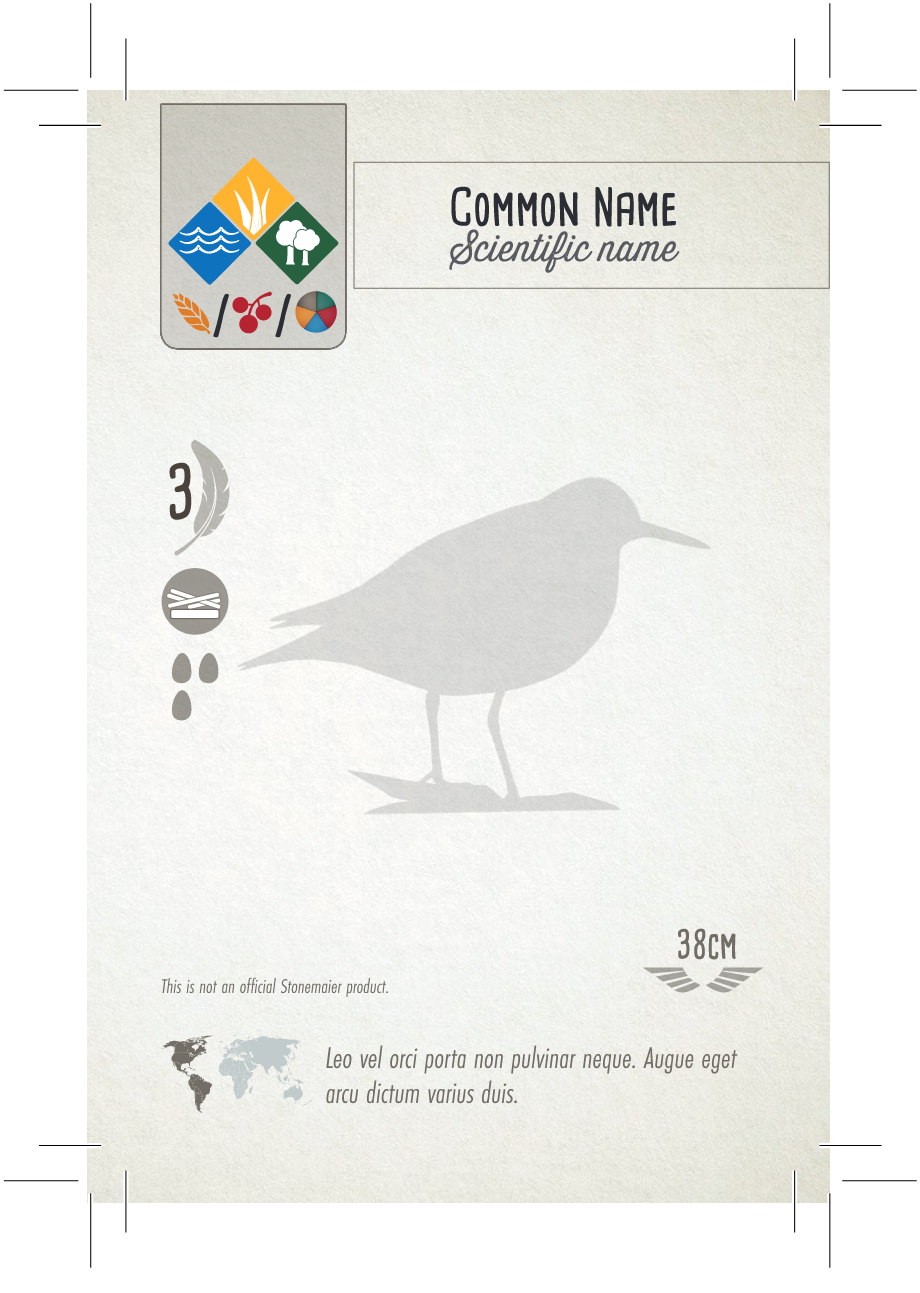 Common Name
Scientific name
/ /
3
38cm
This is not an official Stonemaier product.
Leo vel orci porta non pulvinar neque. Augue eget
arcu dictum varius duis.